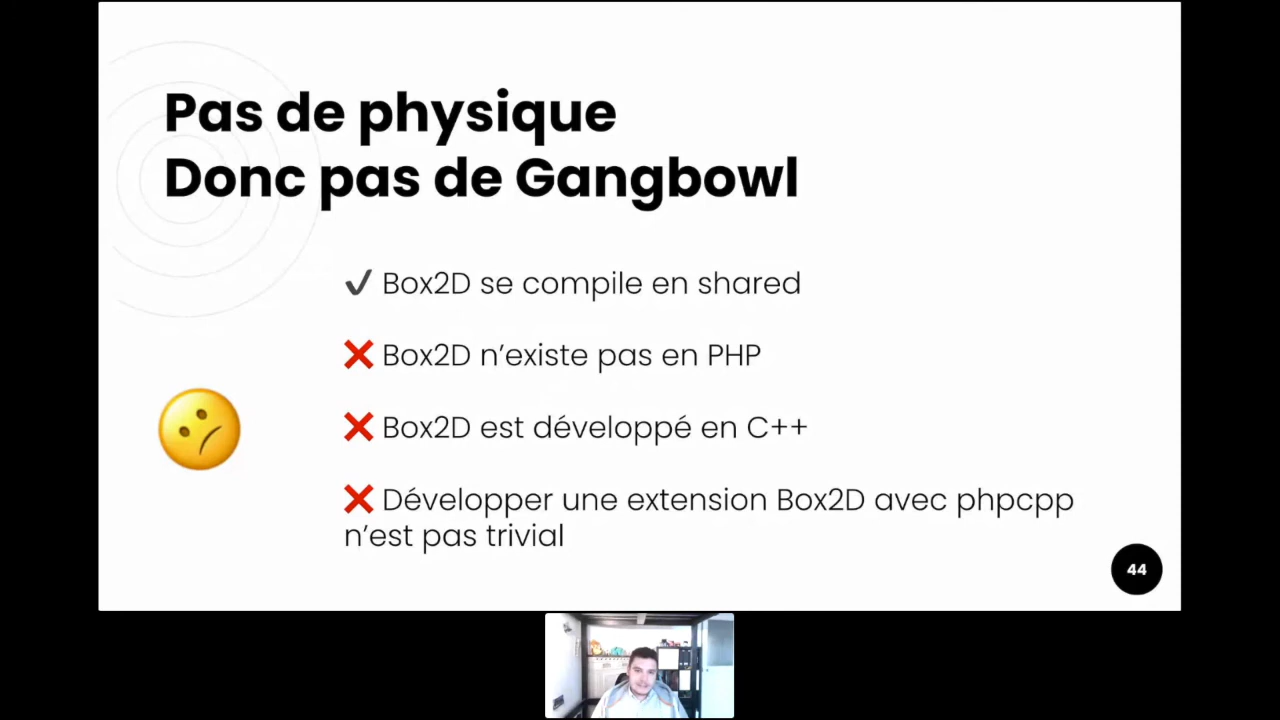 Pas de physique
Donc pas de Gangbowl
✔ Box2D se compile en shared
❌ Box2D n’existe pas en PHP
❌ Box2D est développé en C++
❌ Développer une extension Box2D avec phpcpp
n’est pas trivial
44